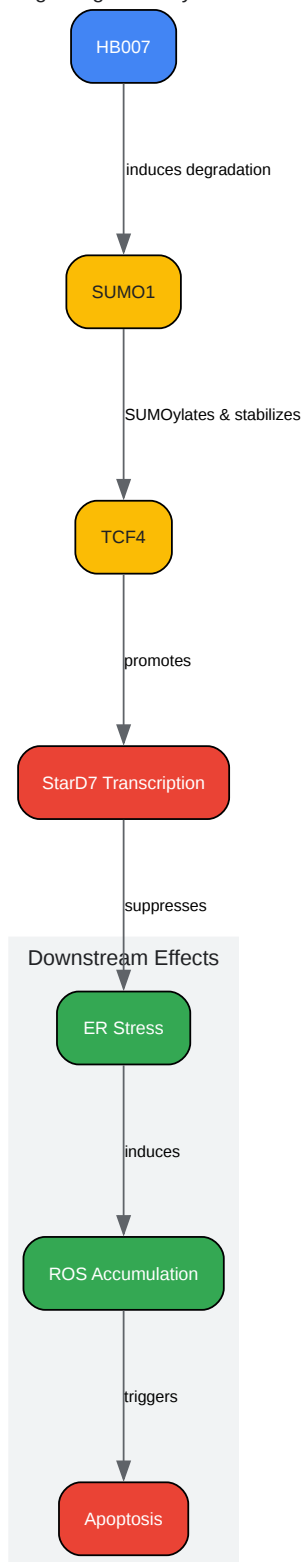 HB007
induces degradation
SUMO1
SUMOylates & stabilizes
TCF4
promotes
StarD7 Transcription
suppresses
Downstream Effects
ER Stress
induces
ROS Accumulation
triggers
Apoptosis